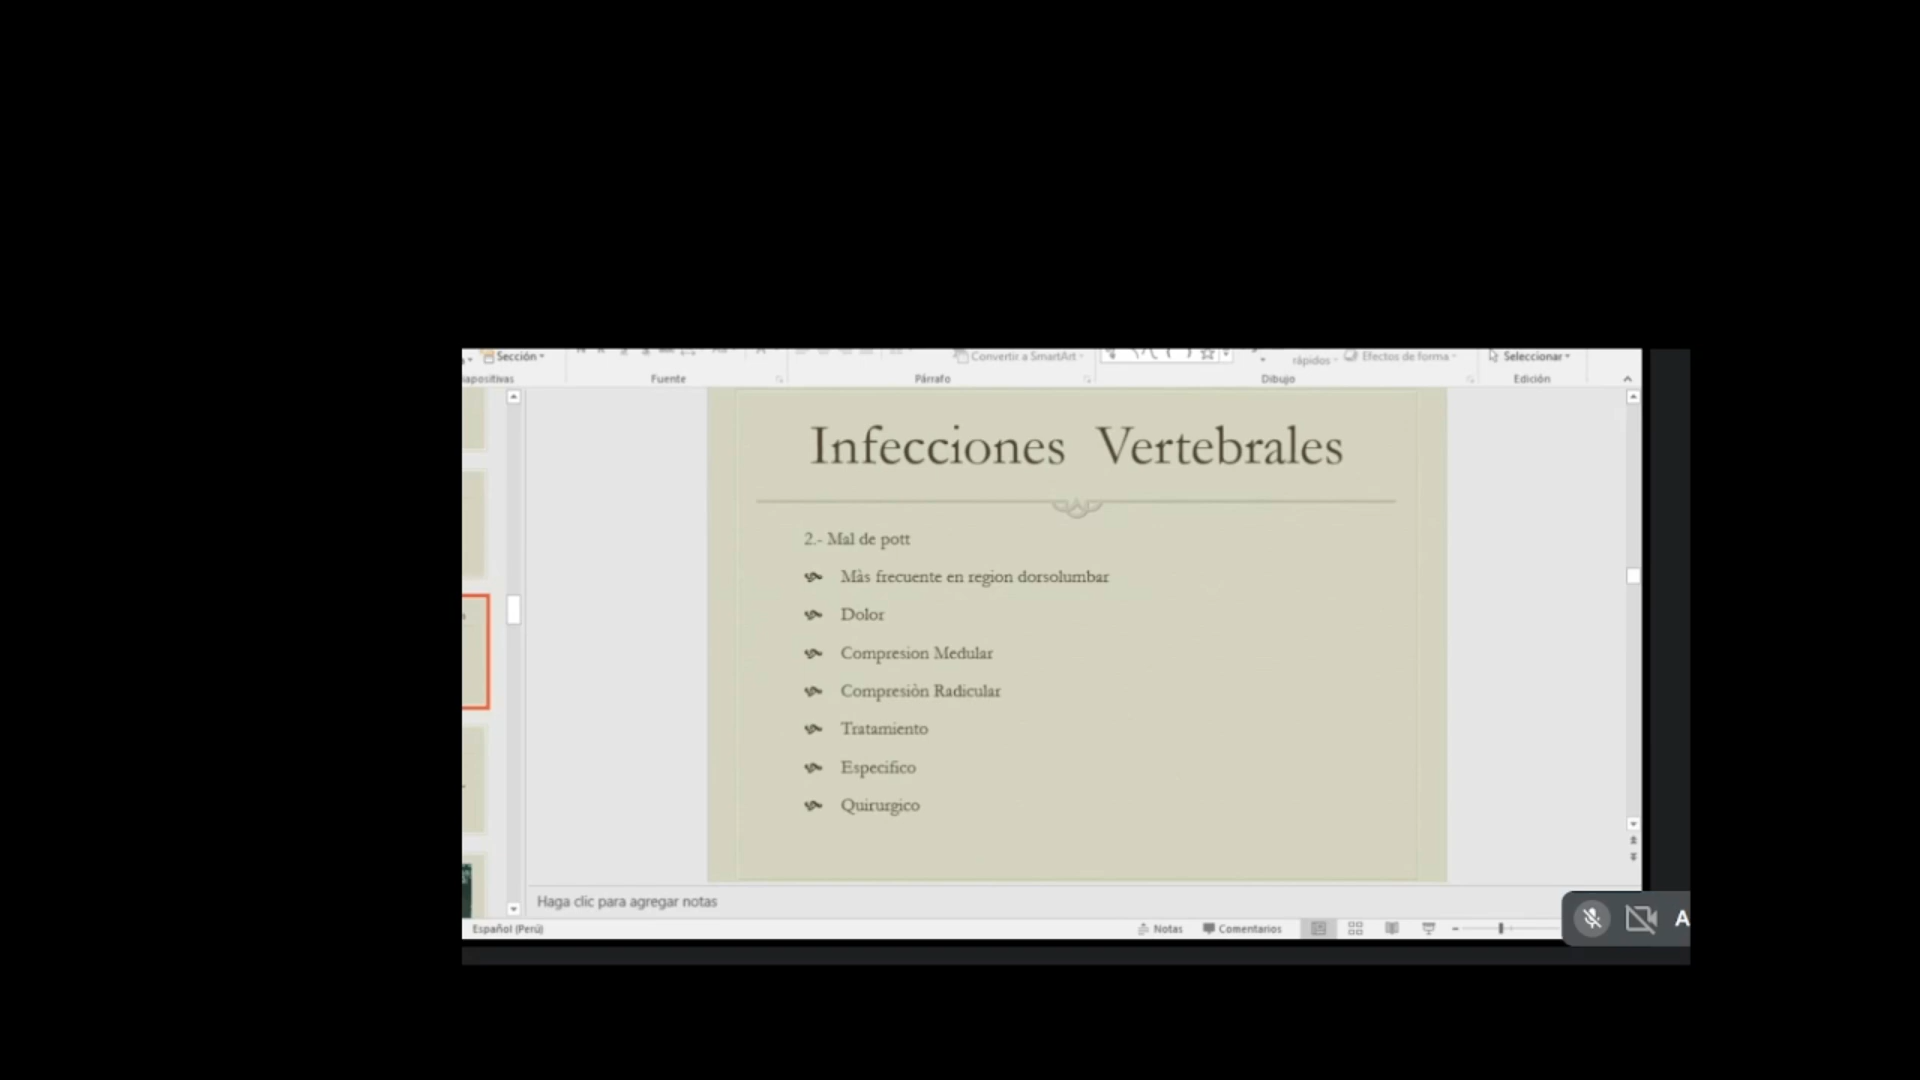 Sección
iapositivas
Fuente
Párrafo
Convertir a SmartArt
rápidos
Efectos de forma
Dibujo
Seleccionar
Edición
Infecciones Vertebrales
2.- Mal de pott
Màs frecuente en region dorsolumbar
Dolor
Compresion Medular
Compresiòn Radicular
Tratamiento
Especifico
Quirurgico
Haga clic para agregar notas
Español (Perú)
Notas
Comentarios
A